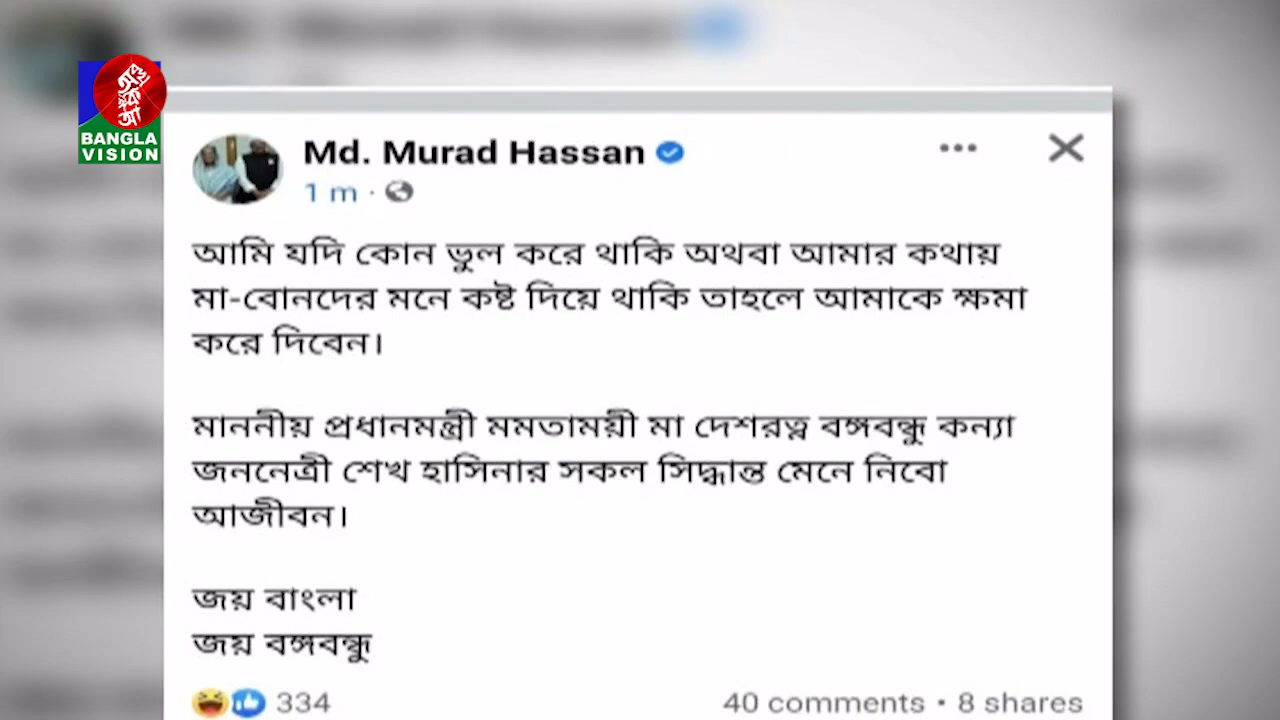 BANGLA
VISION
Md. Murad Hassan
1 m ·
আমি যদি কোন ভুল করে থাকি অথবা আমার কথায়
মা-বোনদের মনে কষ্ট দিয়ে থাকি তাহলে আমাকে ক্ষমা
করে দিবেন।
মাননীয় প্রধানমন্ত্রী মমতাময়ী মা দেশরত্ন বঙ্গবন্ধু কন্যা
জননেত্রী শেখ হাসিনার সকল সিদ্ধান্ত মেনে নিবো
আজীবন।
জয় বাংলা
জয় বঙ্গবন্ধু
334
40 comments • 8 shares